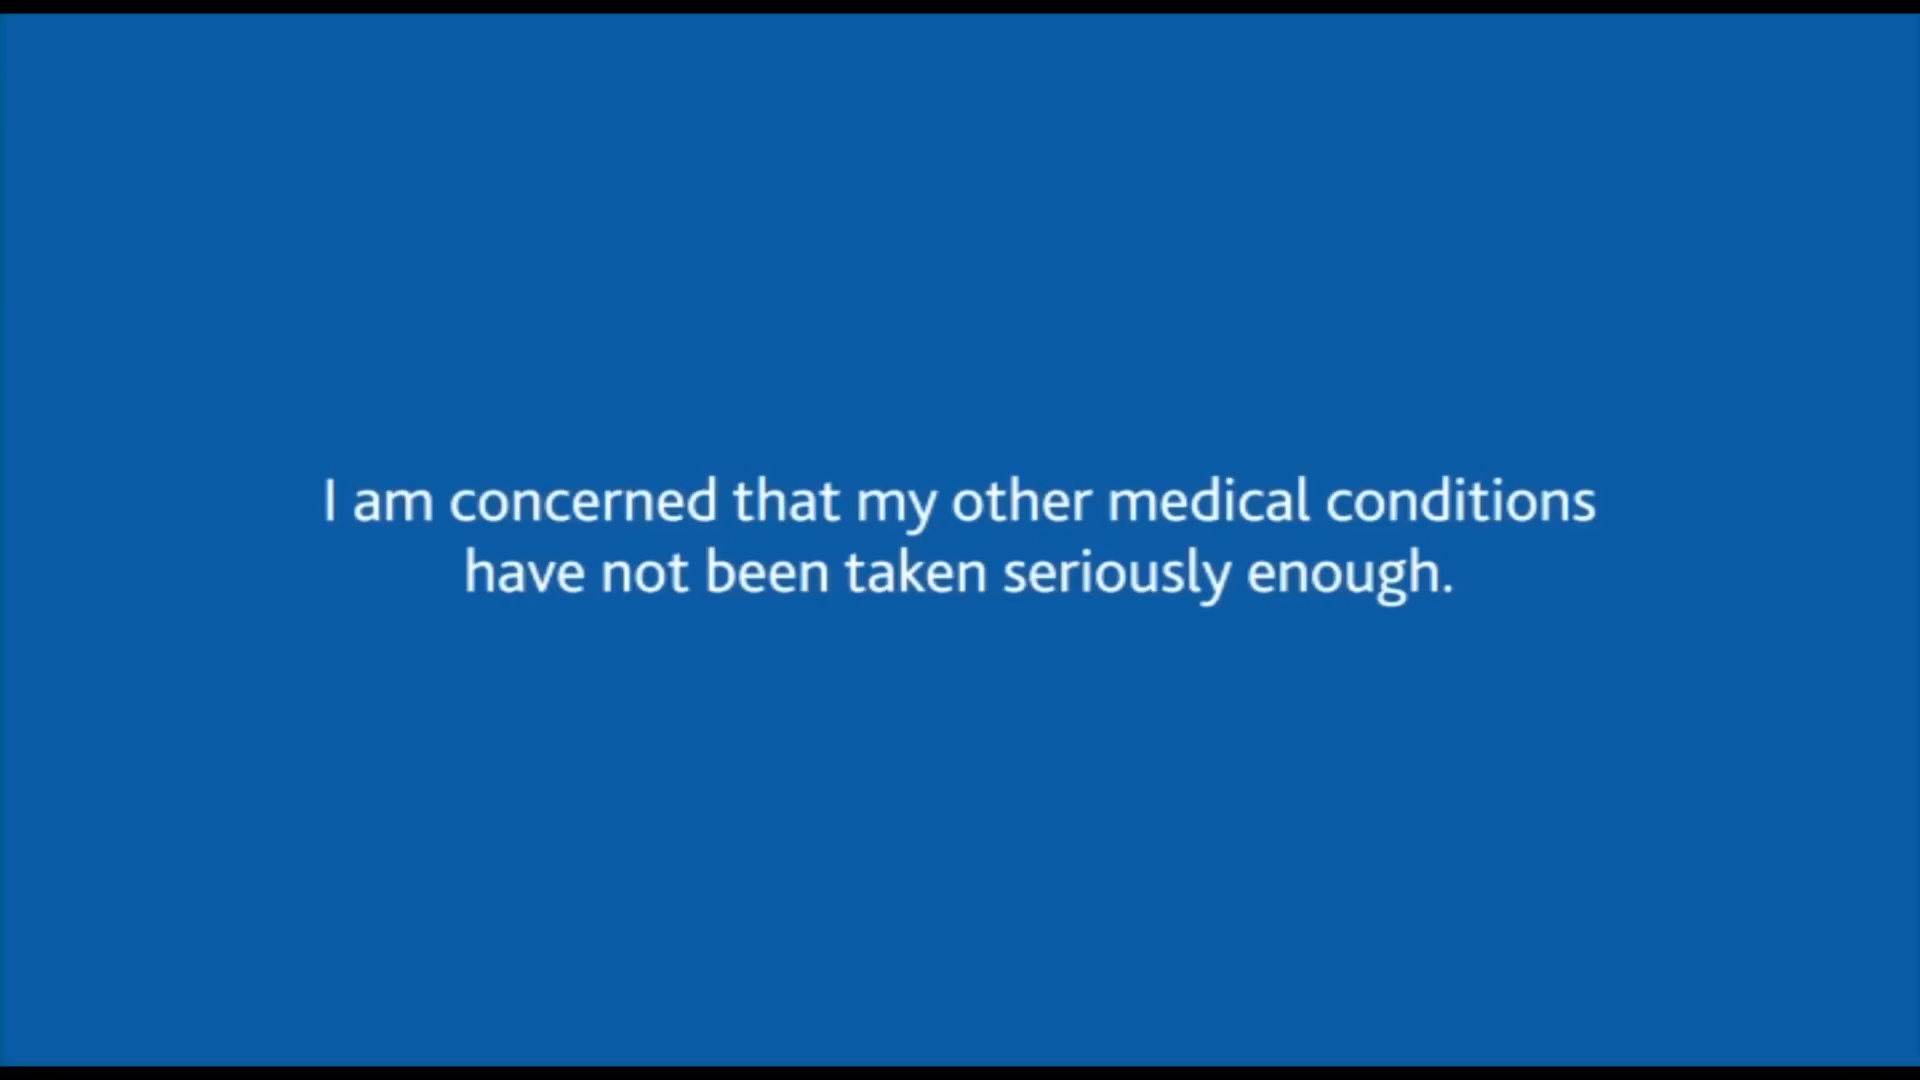 I am concerned that my other medical conditions
have not been taken seriously enough.